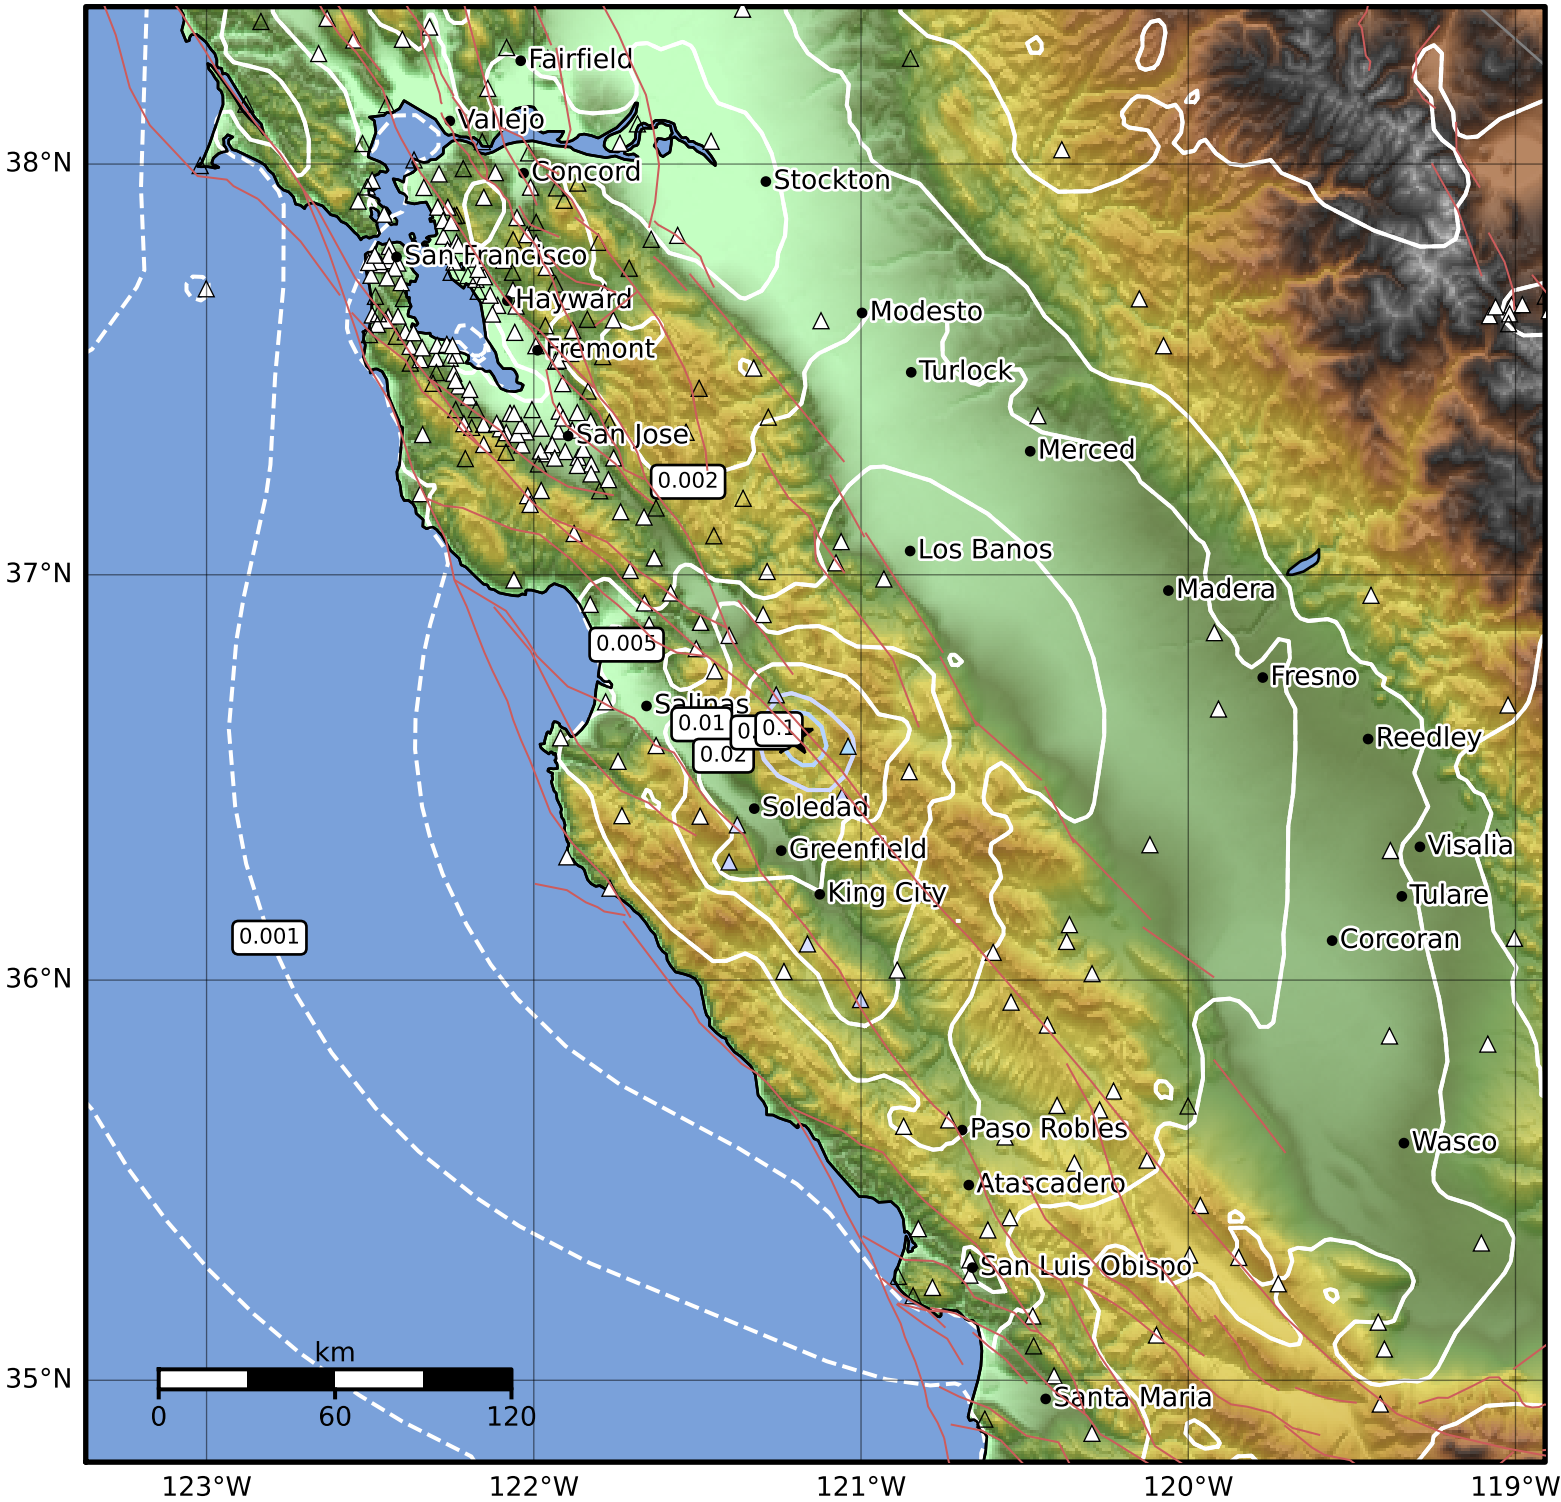 Fairfield
Vallejo
38°N
Concord
Stockton
San Francisco
Hayward
Modesto
Fremont
Turlock
San Jose
Merced
0.002
Los Banos
37°N
Madera
0.005
Fresno
Salinas
0.01
0.1
0.02
Reedley
Soledad
Greenfield
Visalia
King City
Tulare
0.001
Corcoran
36°N
Paso Robles
Wasco
Atascadero
San Luis Obispo
km
35°N
Santa Maria
0 60 120
123°W 122°W 121°W 120°W 119°W